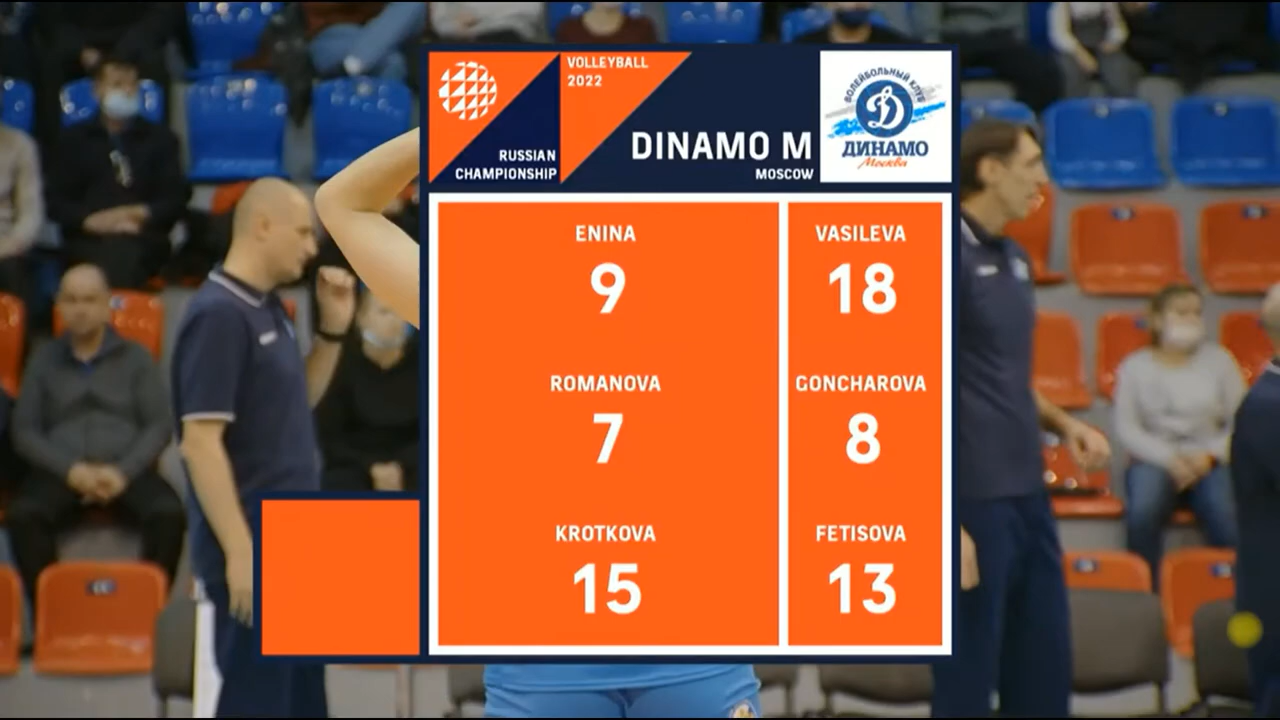 VOLLEYBALL
2022
RUSSIAN
CHAMPIONSHIP
DINAMO M
MOSCOW
ВОЛЕЙБОЛЬНЫЙ КЛУБ
Д
ДИНАМО
Москва
ENINA
9
VASILEVA
18
ROMANOVA
7
GONCHAROVA
8
KROTKOVA
15
FETISOVA
13